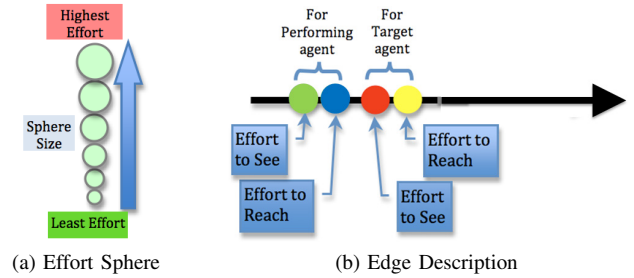 Highest
Effort
Sphere
Size
Least Effort
(a) Effort Sphere
For
Performing
agent
For
Target
agent
Effort
to See
Effort to
Reach
Effort
to See
Effort to
Reach
(b) Edge Description